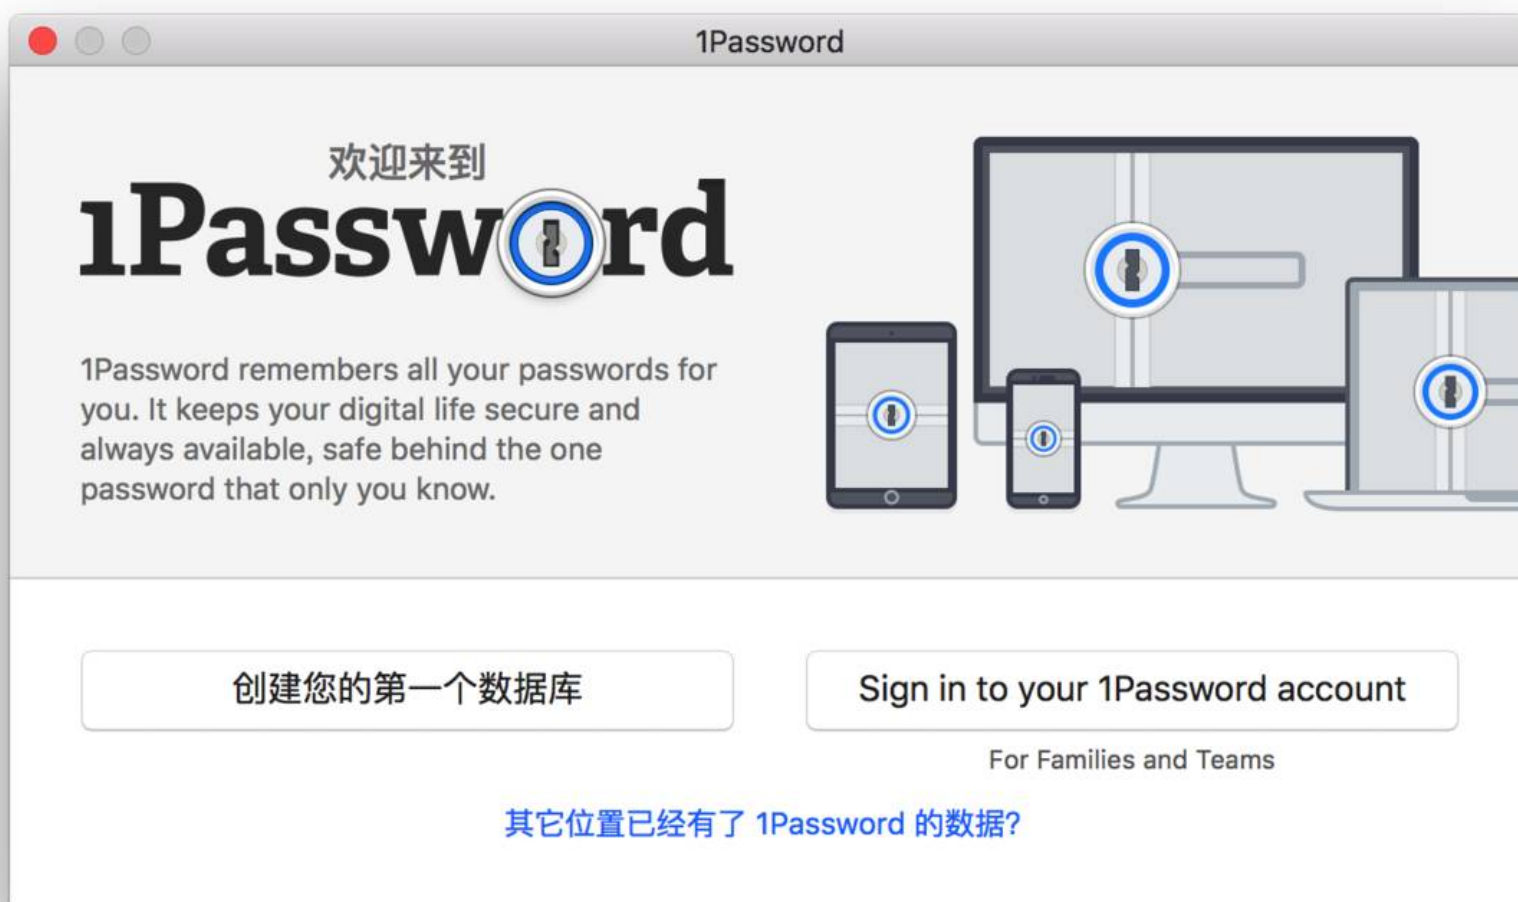 1Password
欢迎来到
1Password
1Password remembers all your passwords for
you. It keeps your digital life secure and
always available, safe behind the one
password that only you know.
创建您的第一个数据库
Sign in to your 1Password account
For Families and Teams
其它位置已经有了 1Password 的数据?